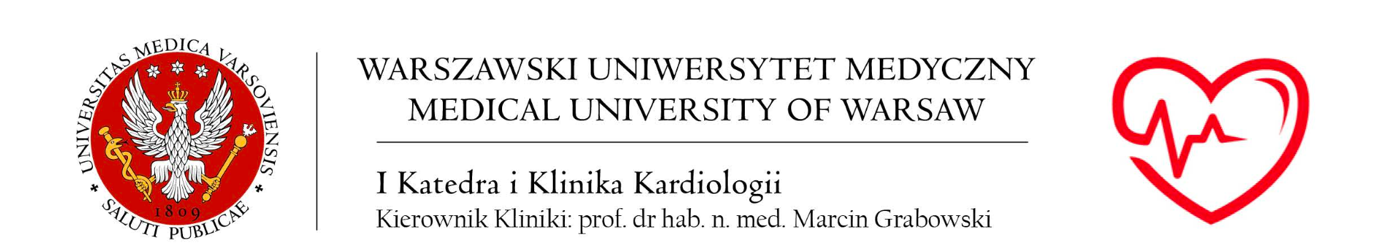 UNIVERSITAS MEDICA VARSOVIENSIS
SALUTI PUBLICAE
1809
WARSZAWSKI UNIWERSYTET MEDYCZNY
MEDICAL UNIVERSITY OF WARSAW
I Katedra i Klinika Kardiologii
Kierownik Kliniki: prof. dr hab. n. med. Marcin Grabowski